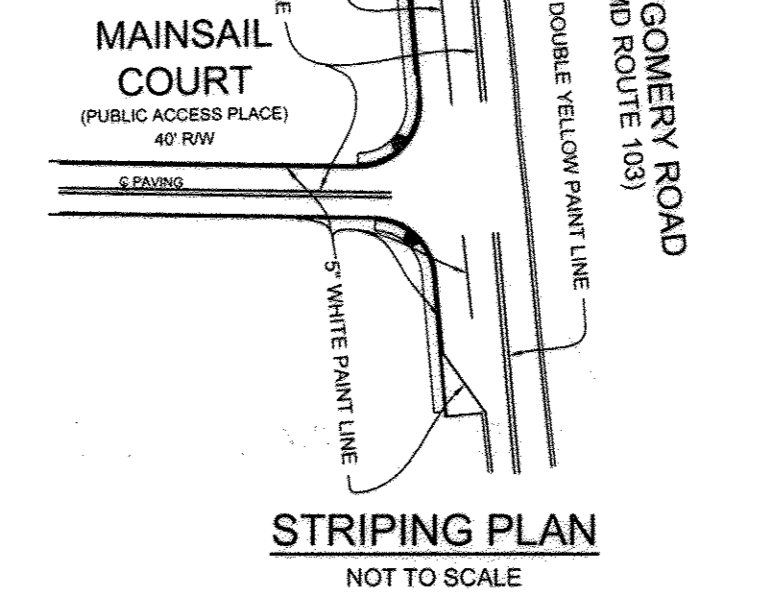 MAINSAIL
COURT
(PUBLIC ACCESS PLACE)
40' R/W
℄ PAVING
5" WHITE PAINT LINE
DOUBLE YELLOW PAINT LINE
GOMERY ROAD
MD ROUTE 103)
STRIPING PLAN
NOT TO SCALE